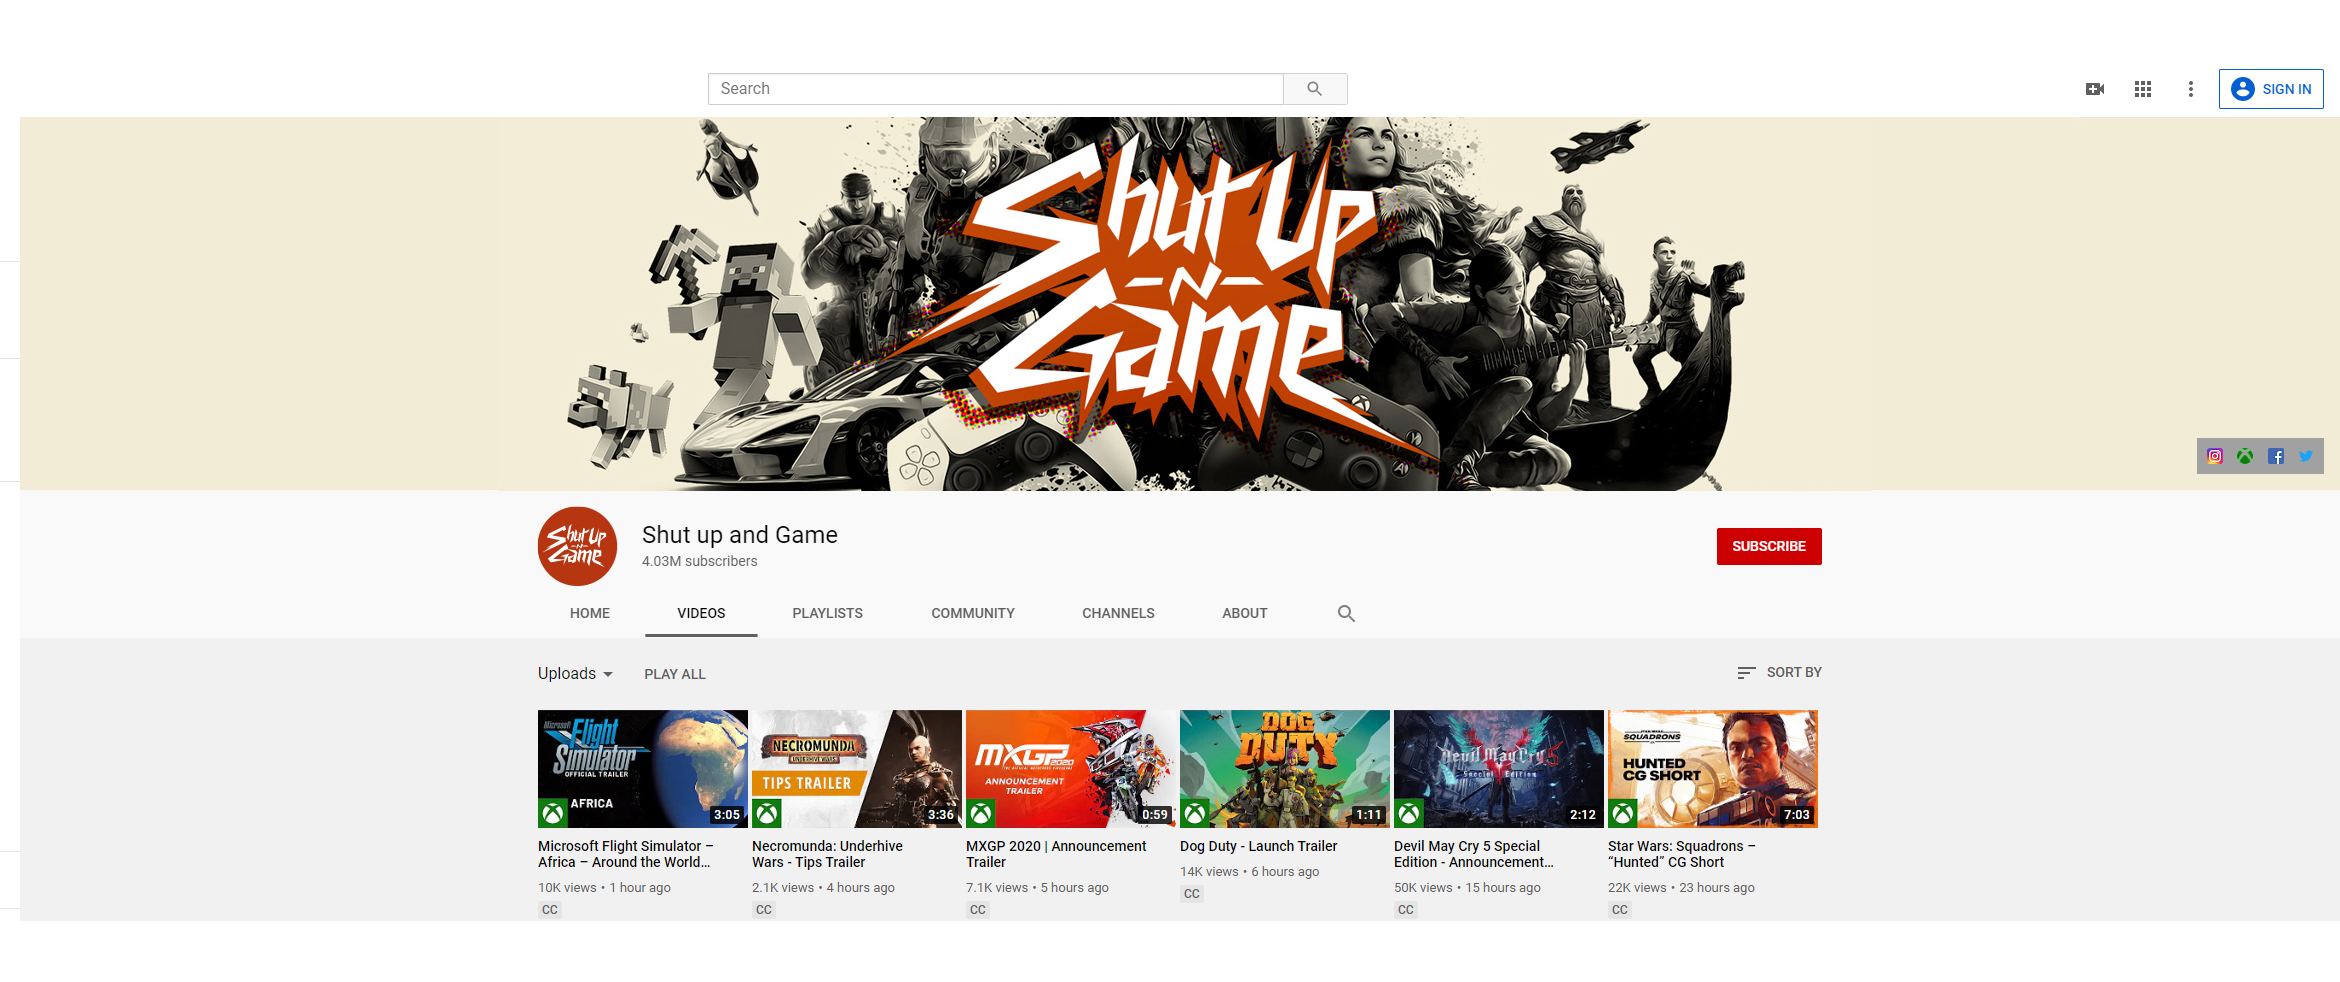 Search
SIGN IN
Shut Up
-N-
Game
Shut Up
-N-
Game
Shut up and Game
4.03M subscribers
SUBSCRIBE
HOME VIDEOS PLAYLISTS COMMUNITY CHANNELS ABOUT
Uploads PLAY ALL SORT BY
Microsoft
Flight
Simulator
OFFICIAL TRAILER
AFRICA
3:05
NECROMUNDA
UNDERHIVE WARS
TIPS TRAILER
3:36
MXGP 2020
ANNOUNCEMENT
TRAILER
0:59
DOG
DUTY
1:11
Devil May Cry 5
Special Edition
2:12
STAR WARS
SQUADRONS
HUNTED
CG SHORT
7:03
Microsoft Flight Simulator –
Africa – Around the World...
10K views • 1 hour ago
CC
Necromunda: Underhive
Wars - Tips Trailer
2.1K views • 4 hours ago
CC
MXGP 2020 | Announcement
Trailer
7.1K views • 5 hours ago
CC
Dog Duty - Launch Trailer
14K views • 6 hours ago
CC
Devil May Cry 5 Special
Edition - Announcement...
50K views • 15 hours ago
CC
Star Wars: Squadrons –
“Hunted” CG Short
22K views • 23 hours ago
CC